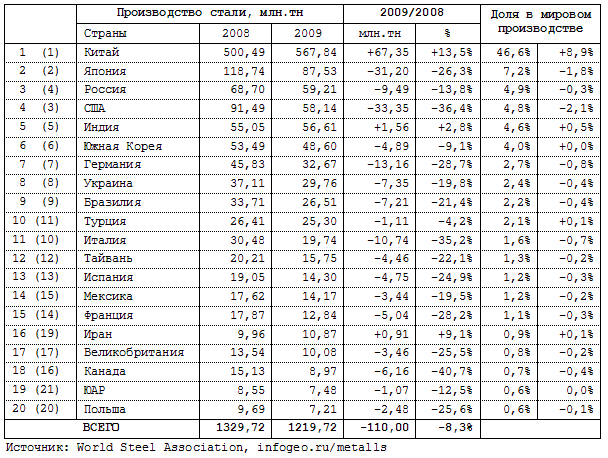 Производство стали, млн.тн 2009/2008 Доля в мировом производстве
Страны 2008 2009 млн.тн %
1 (1) Китай 500,49 567,84 +67,35 +13,5% 46,6% +8,9%
2 (2) Япония 118,74 87,53 -31,20 -26,3% 7,2% -1,8%
3 (4) Россия 68,70 59,21 -9,49 -13,8% 4,9% -0,3%
4 (3) США 91,49 58,14 -33,35 -36,4% 4,8% -2,1%
5 (5) Индия 55,05 56,61 +1,56 +2,8% 4,6% +0,5%
6 (6) Южная Корея 53,49 48,60 -4,89 -9,1% 4,0% +0,0%
7 (7) Германия 45,83 32,67 -13,16 -28,7% 2,7% -0,8%
8 (8) Украина 37,11 29,76 -7,35 -19,8% 2,4% -0,4%
9 (9) Бразилия 33,71 26,51 -7,21 -21,4% 2,2% -0,4%
10 (11) Турция 26,41 25,30 -1,11 -4,2% 2,1% +0,1%
11 (10) Италия 30,48 19,74 -10,74 -35,2% 1,6% -0,7%
12 (12) Тайвань 20,21 15,75 -4,46 -22,1% 1,3% -0,2%
13 (13) Испания 19,05 14,30 -4,75 -24,9% 1,2% -0,3%
14 (15) Мексика 17,62 14,17 -3,44 -19,5% 1,2% -0,2%
15 (14) Франция 17,87 12,84 -5,04 -28,2% 1,1% -0,3%
16 (19) Иран 9,96 10,87 +0,91 +9,1% 0,9% +0,1%
17 (17) Великобритания 13,54 10,08 -3,46 -25,5% 0,8% -0,2%
18 (16) Канада 15,13 8,97 -6,16 -40,7% 0,7% -0,4%
19 (21) ЮАР 8,55 7,48 -1,07 -12,5% 0,6% 0,0%
20 (20) Польша 9,69 7,21 -2,48 -25,6% 0,6% -0,1%
ВСЕГО 1329,72 1219,72 -110,00 -8,3%
Источник: World Steel Association, infogeo.ru/metalls